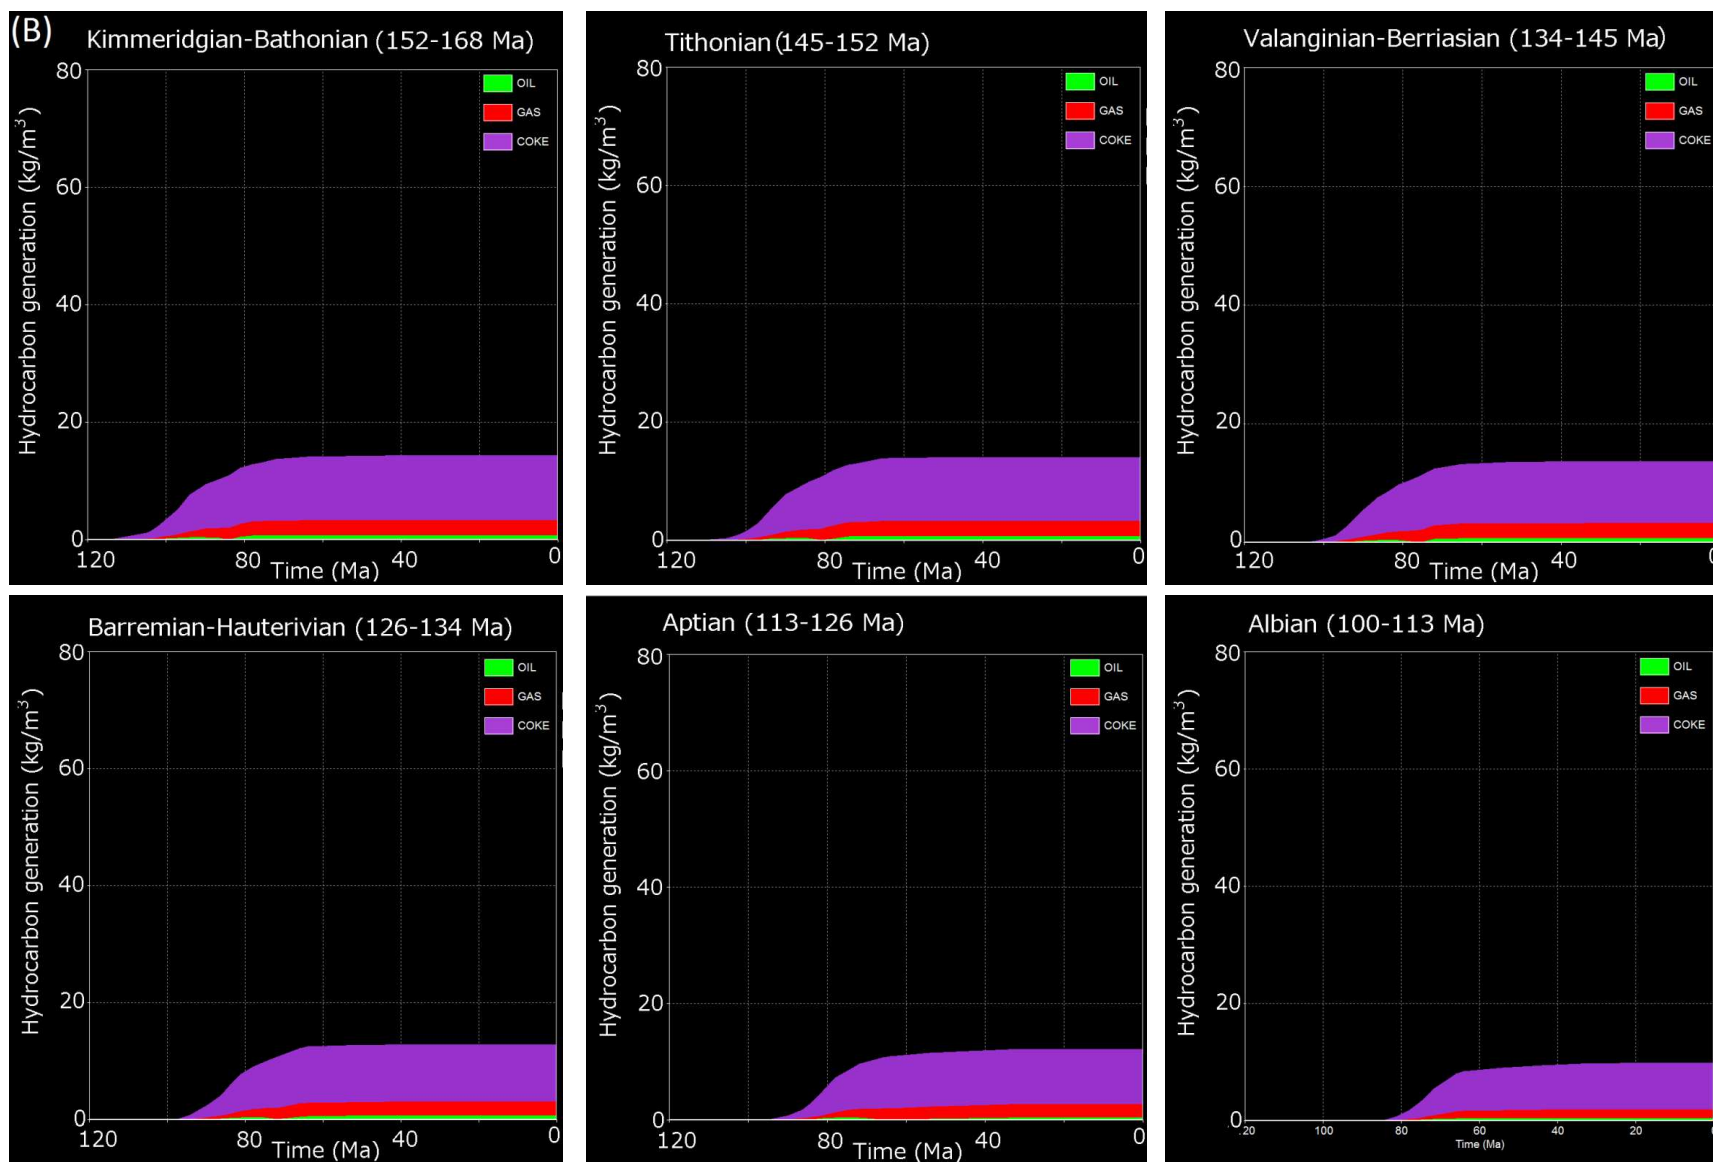 (B)
Kimmeridgian-Bathonian (152-168 Ma)
Hydrocarbon generation (kg/m³)
80
60
40
20
0
OIL
GAS
COKE
120
80
40
0
Time (Ma)
Tithonian (145-152 Ma)
Hydrocarbon generation (kg/m³)
80
60
40
20
0
OIL
GAS
COKE
120
80
40
0
Time (Ma)
Valanginian-Berriasian (134-145 Ma)
Hydrocarbon generation (kg/m³)
80
60
40
20
0
OIL
GAS
COKE
120
80
40
0
Time (Ma)
Barremian-Hauterivian (126-134 Ma)
Hydrocarbon generation (kg/m³)
80
60
40
20
0
OIL
GAS
COKE
120
80
40
0
Time (Ma)
Aptian (113-126 Ma)
Hydrocarbon generation (kg/m³)
80
60
40
20
0
OIL
GAS
COKE
120
80
40
0
Time (Ma)
Albian (100-113 Ma)
Hydrocarbon generation (kg/m³)
80
60
40
20
0
OIL
GAS
COKE
.20
100
80
60
40
20
0
Time (Ma)